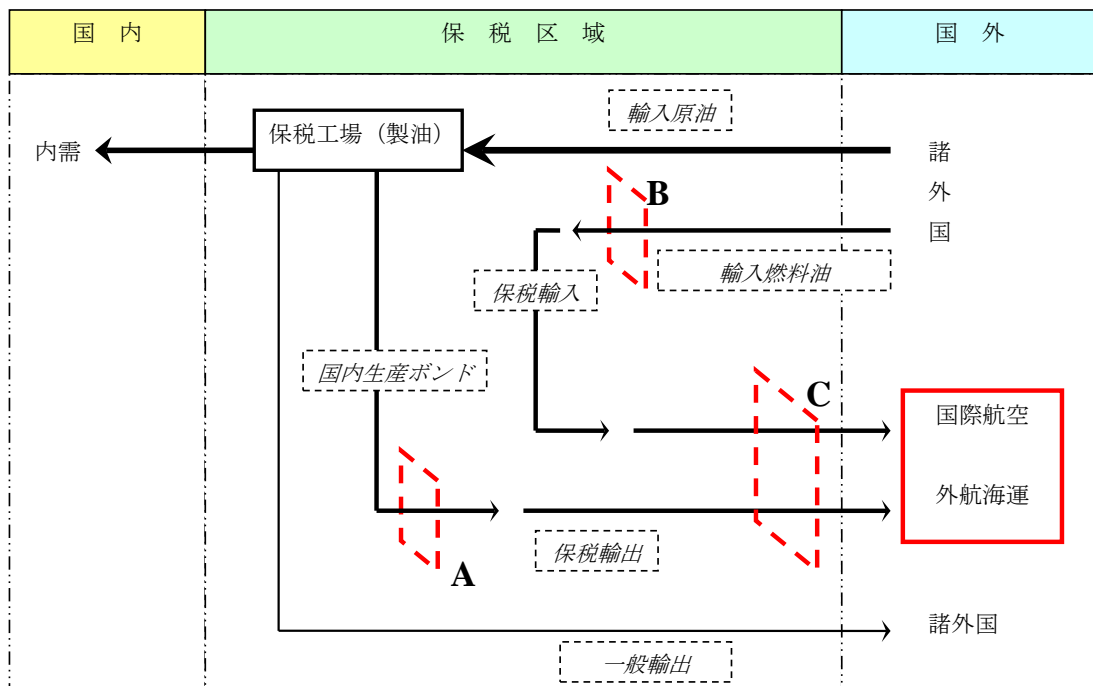 国 内
保 税 区 域
国 外
輸入原油
保税工場（製油）
内需
諸
外
国
B
輸入燃料油
保税輸入
国内生産ボンド
C
国際航空
外航海運
保税輸出
A
諸外国
一般輸出